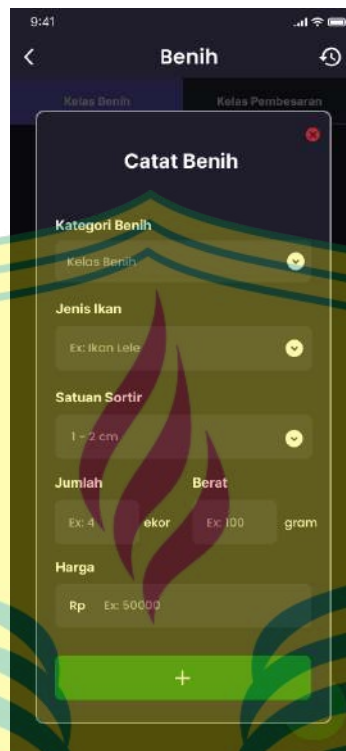 9:41
Benih
Kelas Benih Kelas Pembesaran
Catat Benih
Kategori Benih
Kelas Benih
Jenis Ikan
Ex: Ikan Lele
Satuan Sortir
1 - 2 cm
Jumlah Berat
Ex: 4 ekor Ex: 100 gram
Harga
Rp Ex: 50000
+